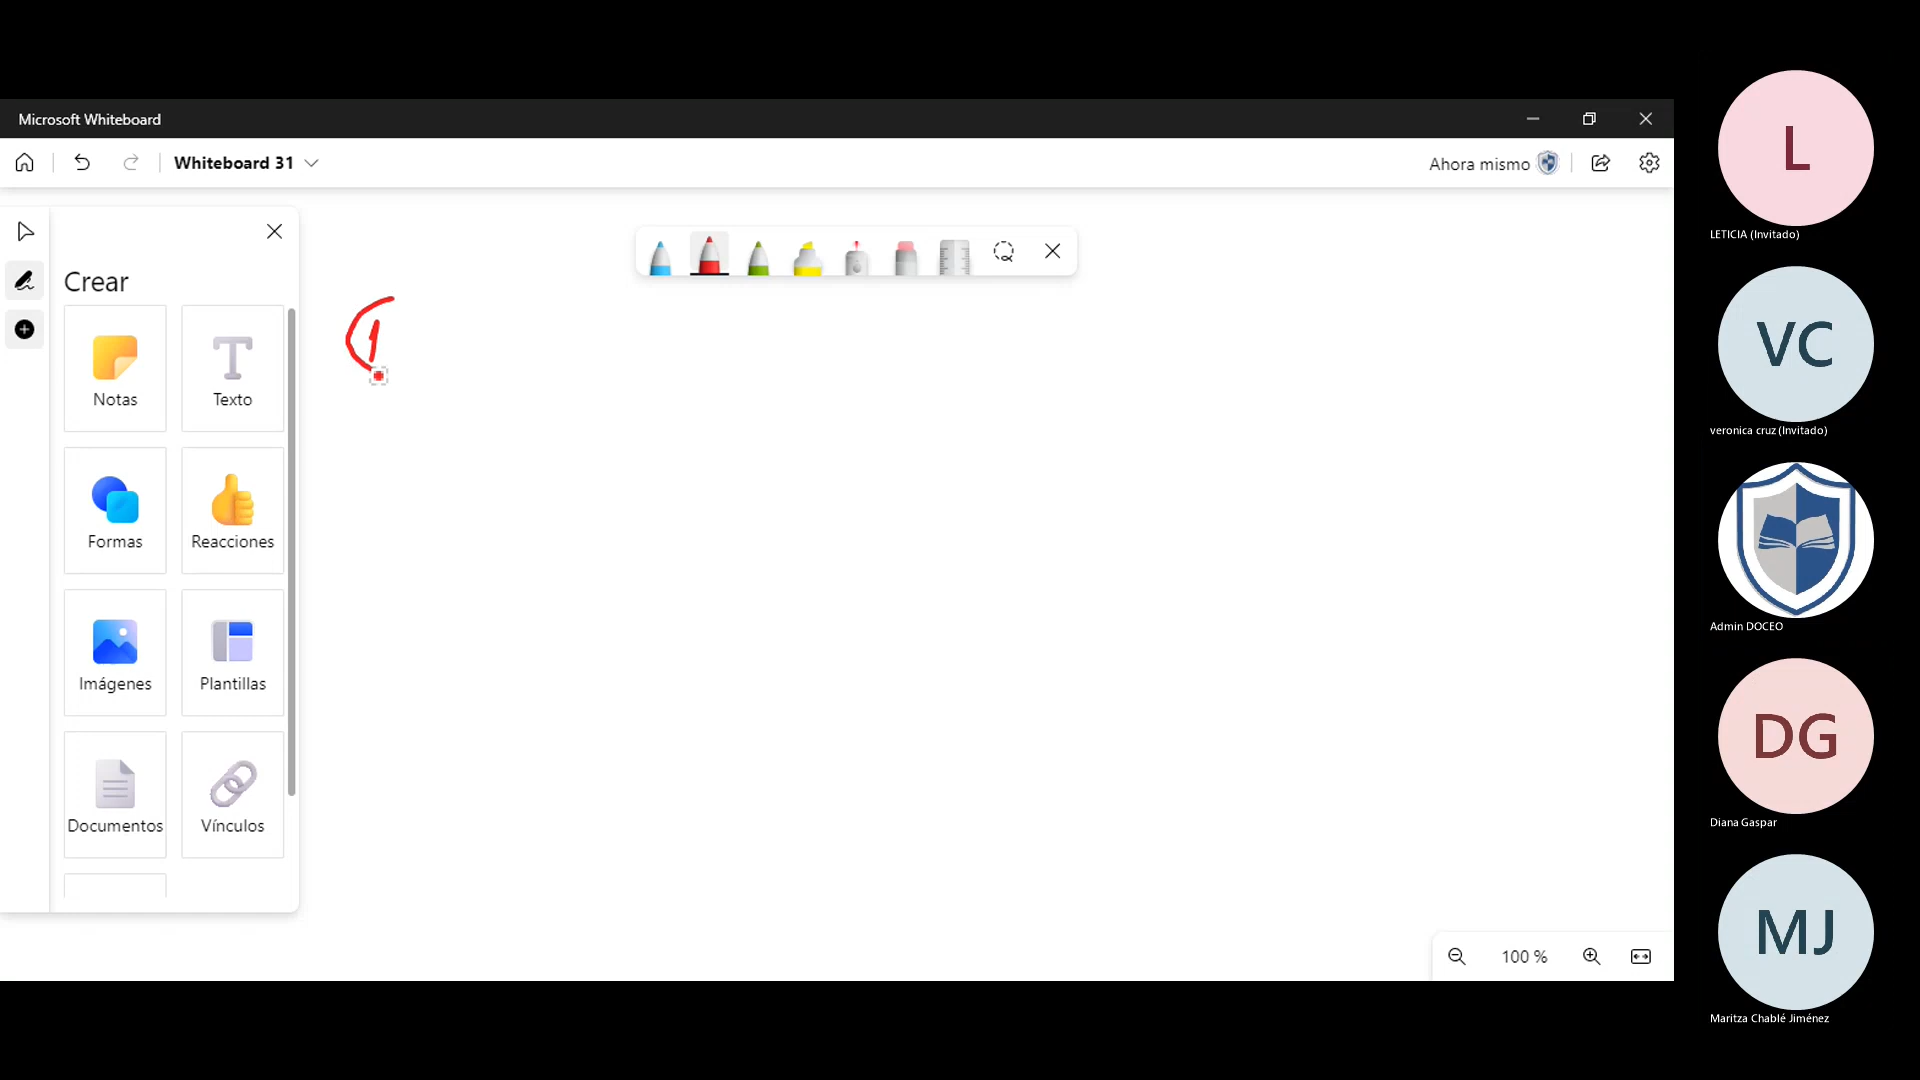 Microsoft Whiteboard
Whiteboard 31
Ahora mismo
Crear
Notas
Texto
Formas
Reacciones
Imágenes
Plantillas
Documentos
Vínculos
1
100 %
L
LETICIA (Invitado)
VC
veronica cruz (Invitado)
Admin DOCEO
DG
Diana Gaspar
MJ
Maritza Chablé Jiménez